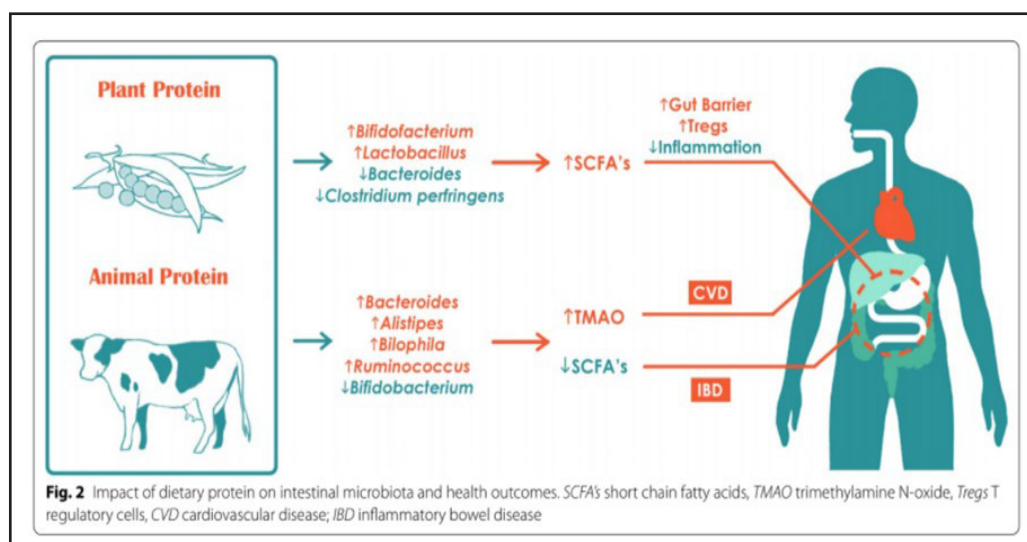 Plant Protein
↑Bifidofacterium
↑Lactobacillus
↓Bacteroides
↓Clostridium perfringens
↑SCFA's
↑Gut Barrier
↑Tregs
↓Inflammation
Animal Protein
↑Bacteroides
↑Alistipes
↑Bilophila
↑Ruminococcus
↓Bifidobacterium
↑TMAO
↓SCFA's
CVD
IBD
Fig. 2 Impact of dietary protein on intestinal microbiota and health outcomes. SCFA's short chain fatty acids, TMAO trimethylamine N-oxide, Tregs T
regulatory cells, CVD cardiovascular disease; IBD inflammatory bowel disease